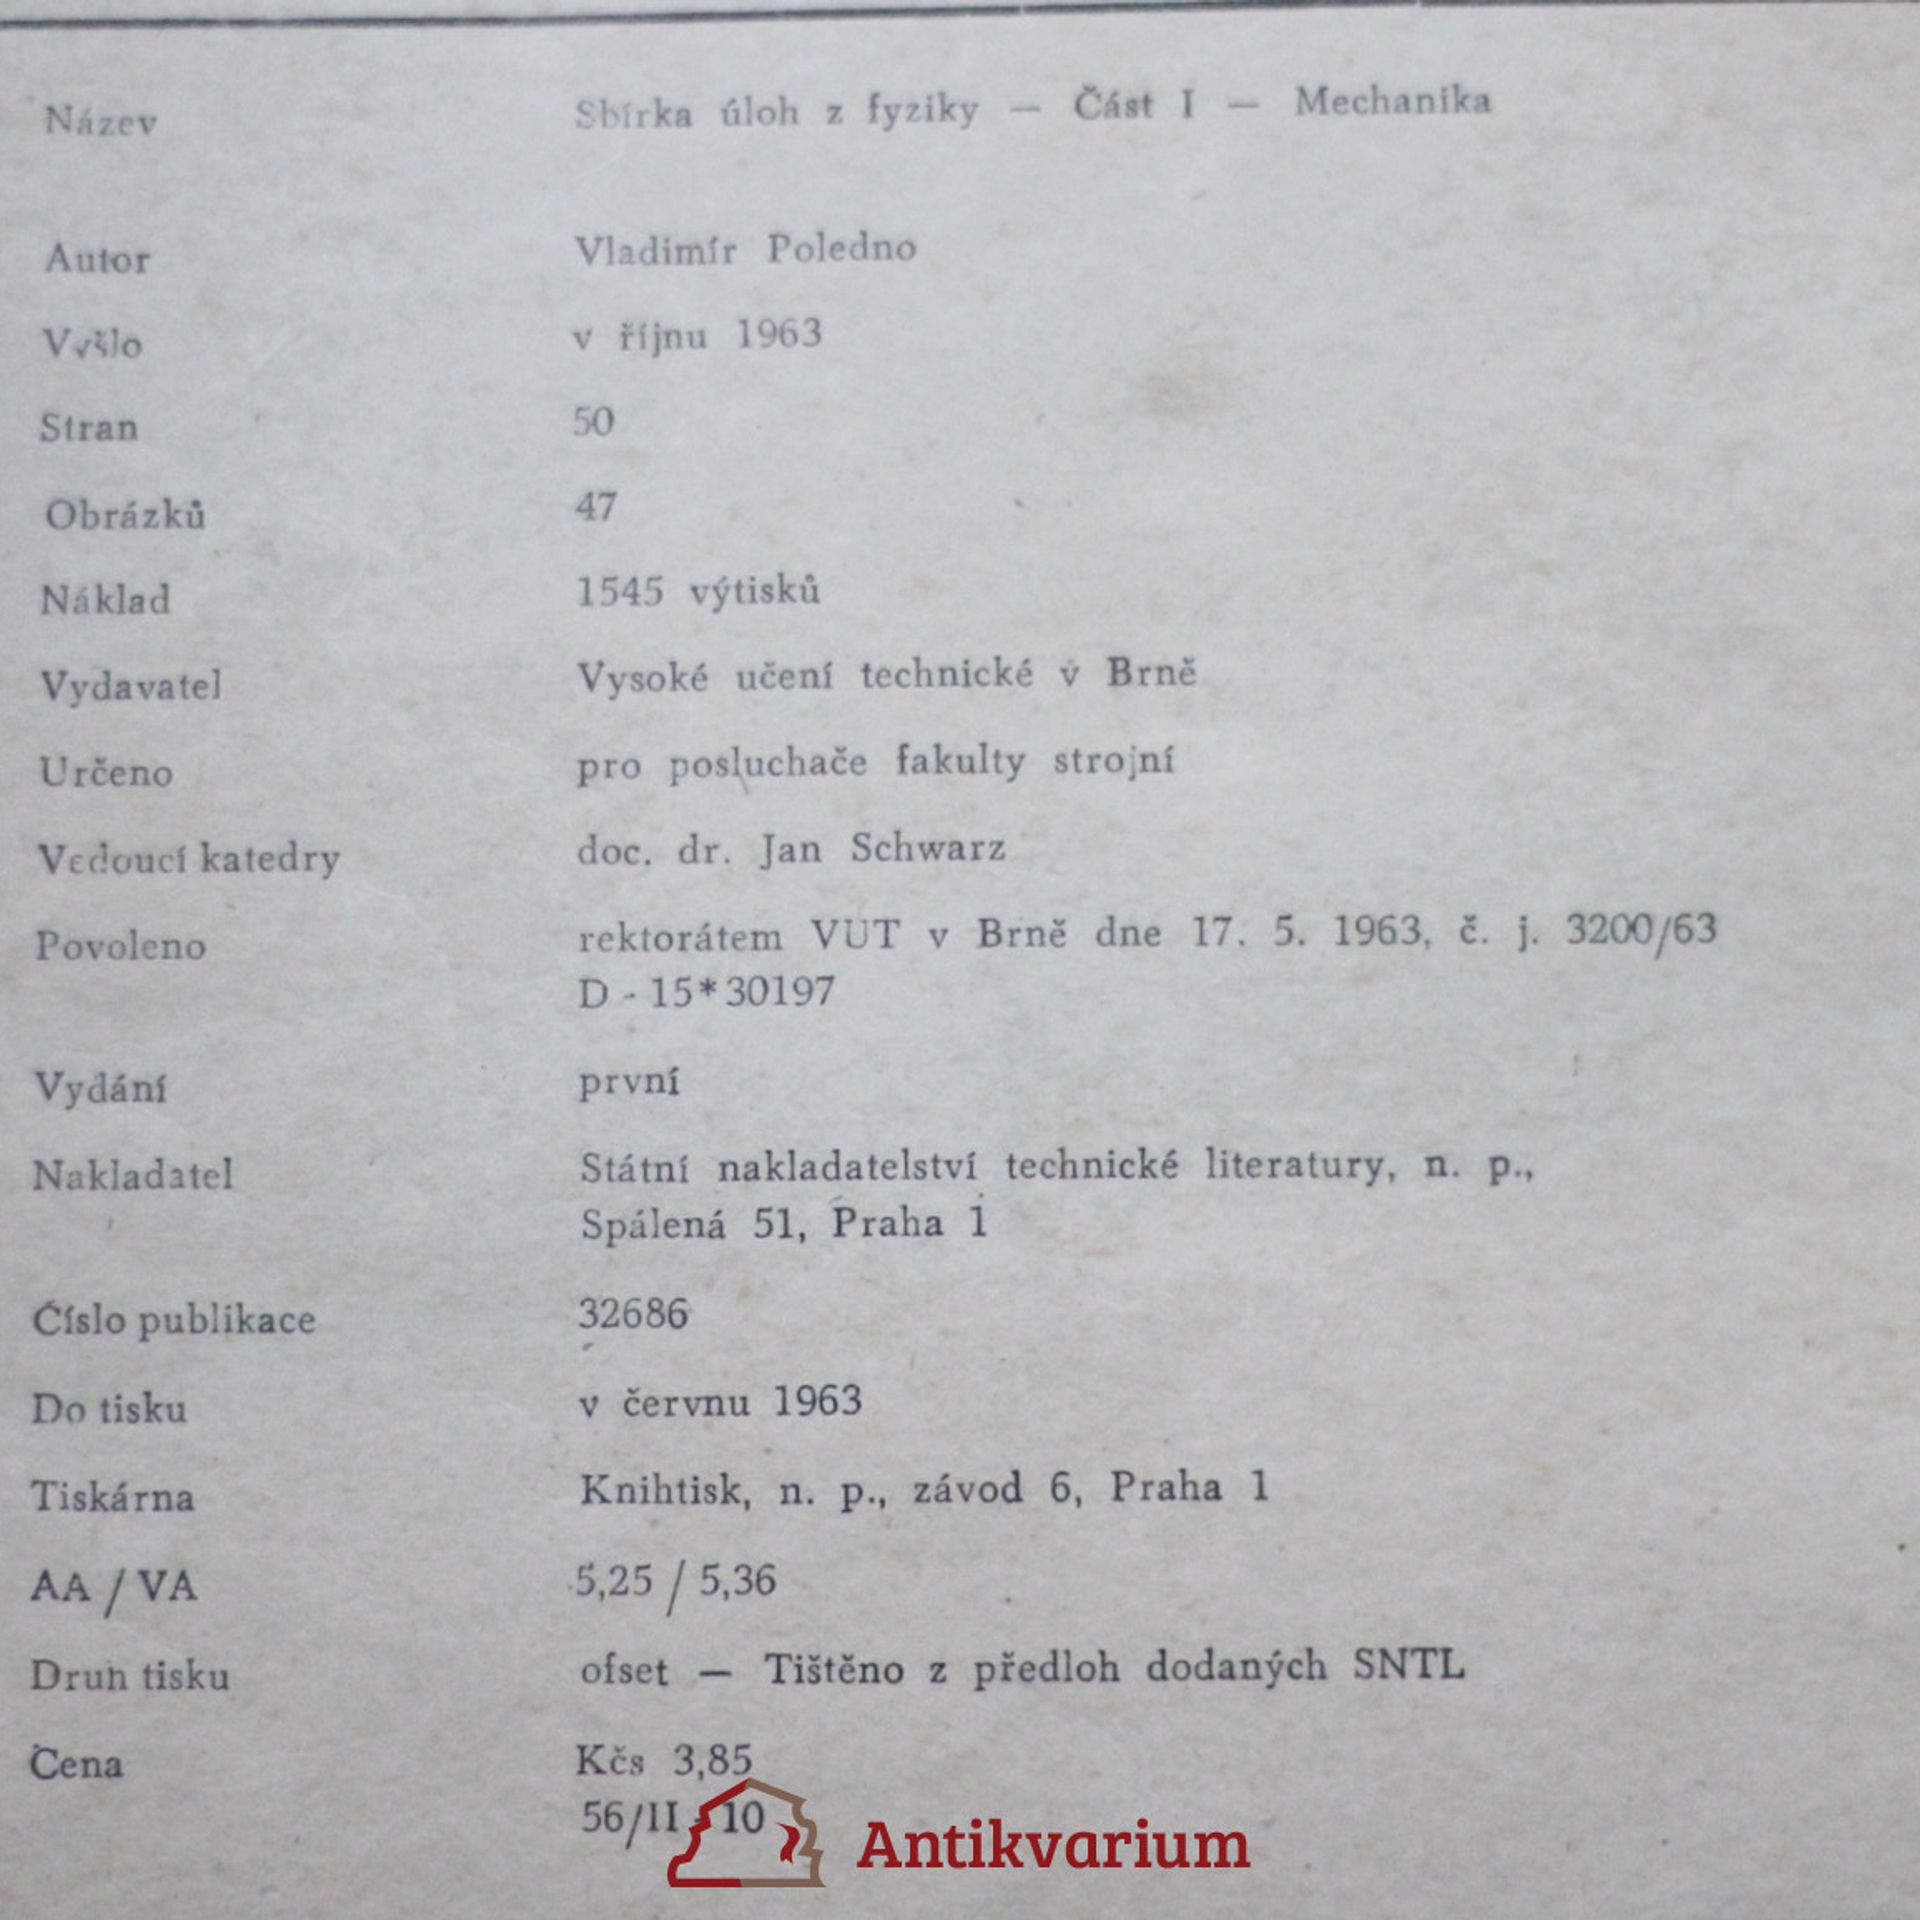 Název Sbírka úloh z fyziky — Část I — Mechanika
Autor Vladimír Poledno
Vyšlo v říjnu 1963
Stran 50
Obrázků 47
Náklad 1545 výtisků
Vydavatel Vysoké učení technické v Brně
Určeno pro posluchače fakulty strojní
Vedoucí katedry doc. dr. Jan Schwarz
Povoleno rektorátem VUT v Brně dne 17. 5. 1963, č. j. 3200/63
D - 15*30197
Vydání první
Nakladatel Státní nakladatelství technické literatury, n. p.,
Spálená 51, Praha 1
Číslo publikace 32686
Do tisku v červnu 1963
Tiskárna Knihtisk, n. p., závod 6, Praha 1
AA / VA 5,25 / 5,36
Druh tisku ofset — Tištěno z předloh dodaných SNTL
Cena Kčs 3,85
56/II - 10
Antikvarium